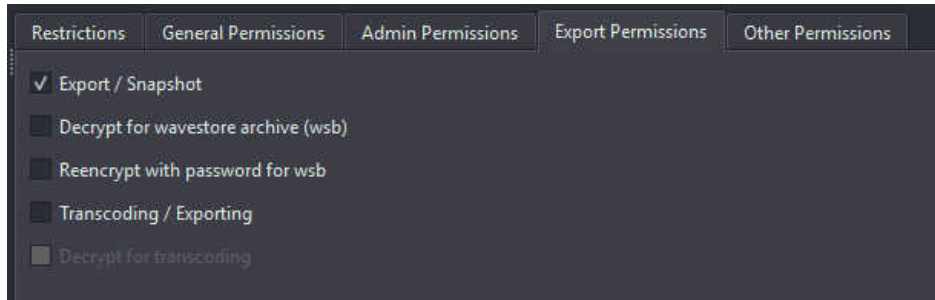 Restrictions General Permissions Admin Permissions Export Permissions Other Permissions
Export / Snapshot
Decrypt for wavestore archive (wsb)
Reencrypt with password for wsb
Transcoding / Exporting
Decrypt for transcoding